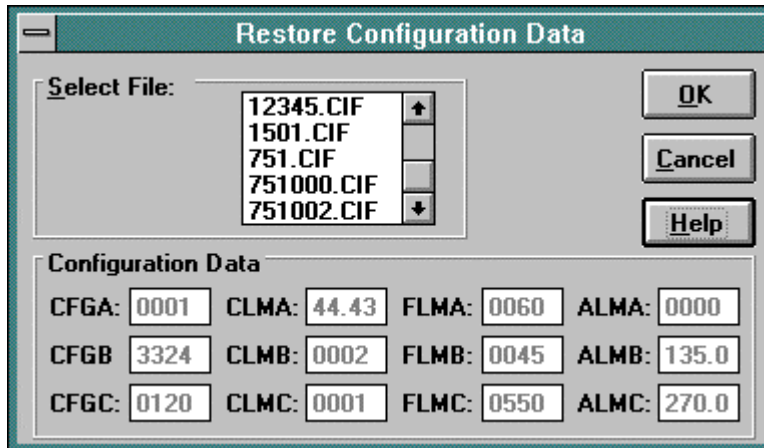 Restore Configuration Data
Select File:
12345.CIF
1501.CIF
751.CIF
751000.CIF
751002.CIF
OK
Cancel
Help
Configuration Data
CFGA: 0001 CLMA: 44.43 FLMA: 0060 ALMA: 0000
CFGB 3324 CLMB: 0002 FLMB: 0045 ALMB: 135.0
CFGC: 0120 CLMC: 0001 FLMC: 0550 ALMC: 270.0